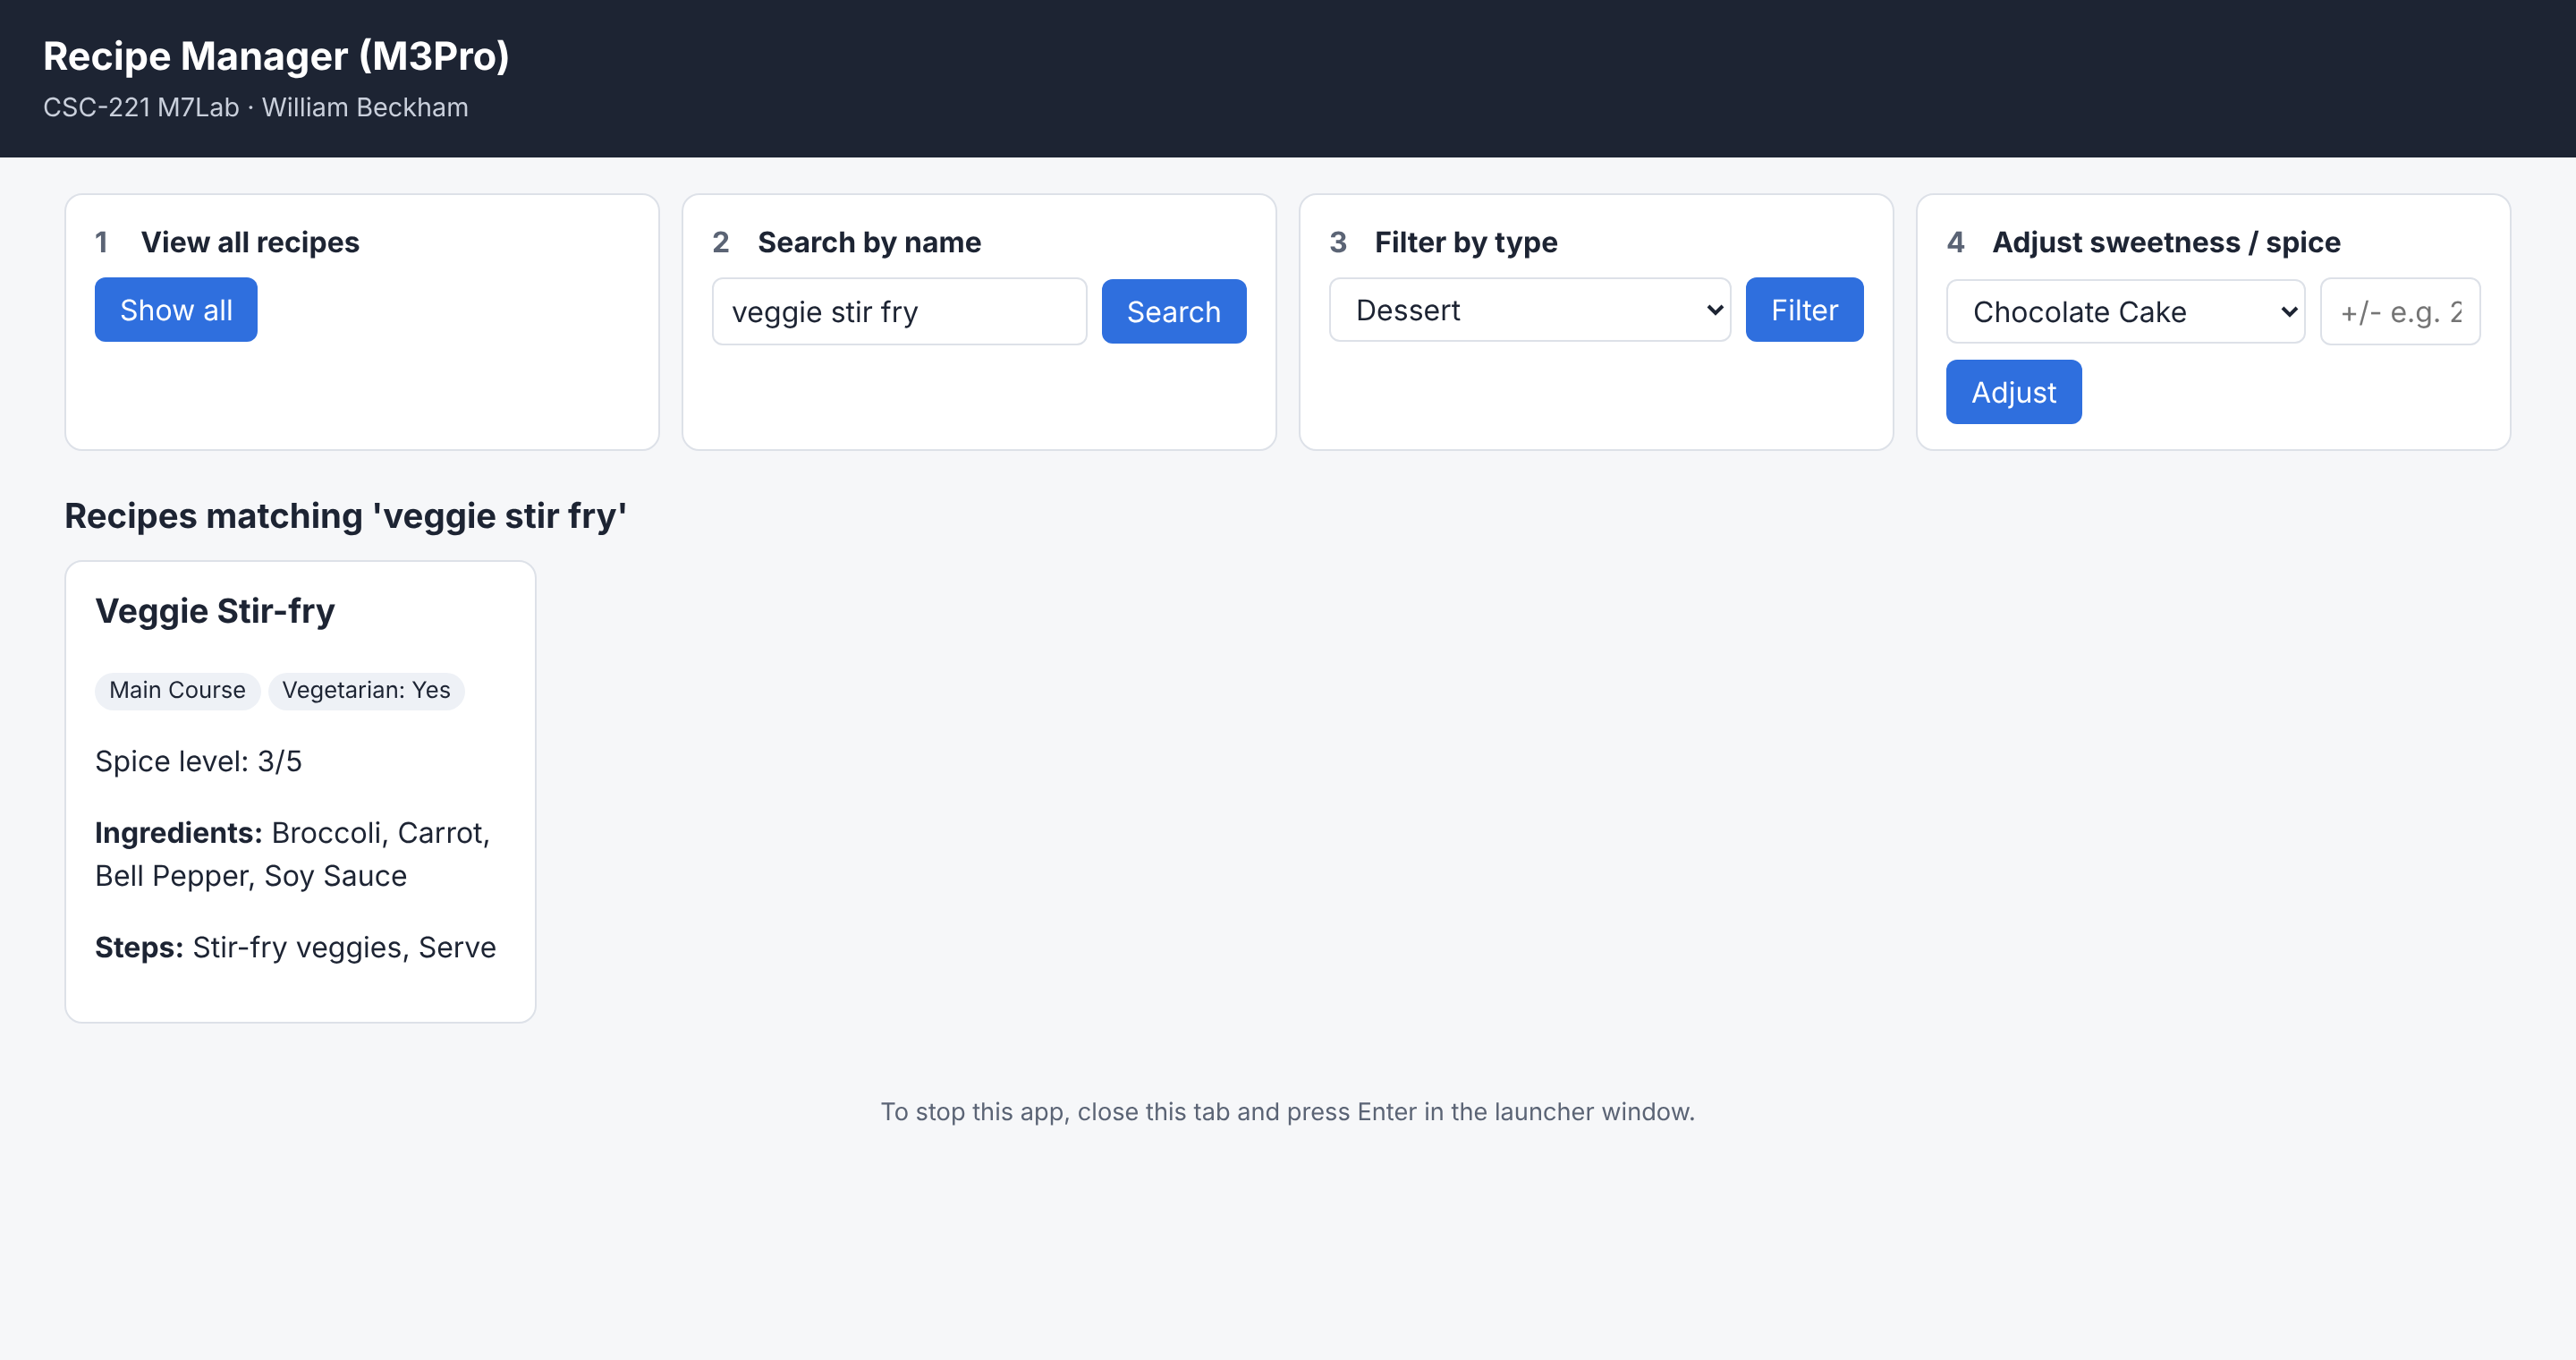 Recipe Manager (M3Pro)
CSC-221 M7Lab · William Beckham
1 View all recipes
Show all
2 Search by name
veggie stir fry
Search
3 Filter by type
Dessert
Filter
4 Adjust sweetness / spice
Chocolate Cake
+/- e.g. 2
Adjust
Recipes matching 'veggie stir fry'
Veggie Stir-fry
Main Course
Vegetarian: Yes
Spice level: 3/5
Ingredients: Broccoli, Carrot,
Bell Pepper, Soy Sauce
Steps: Stir-fry veggies, Serve
To stop this app, close this tab and press Enter in the launcher window.